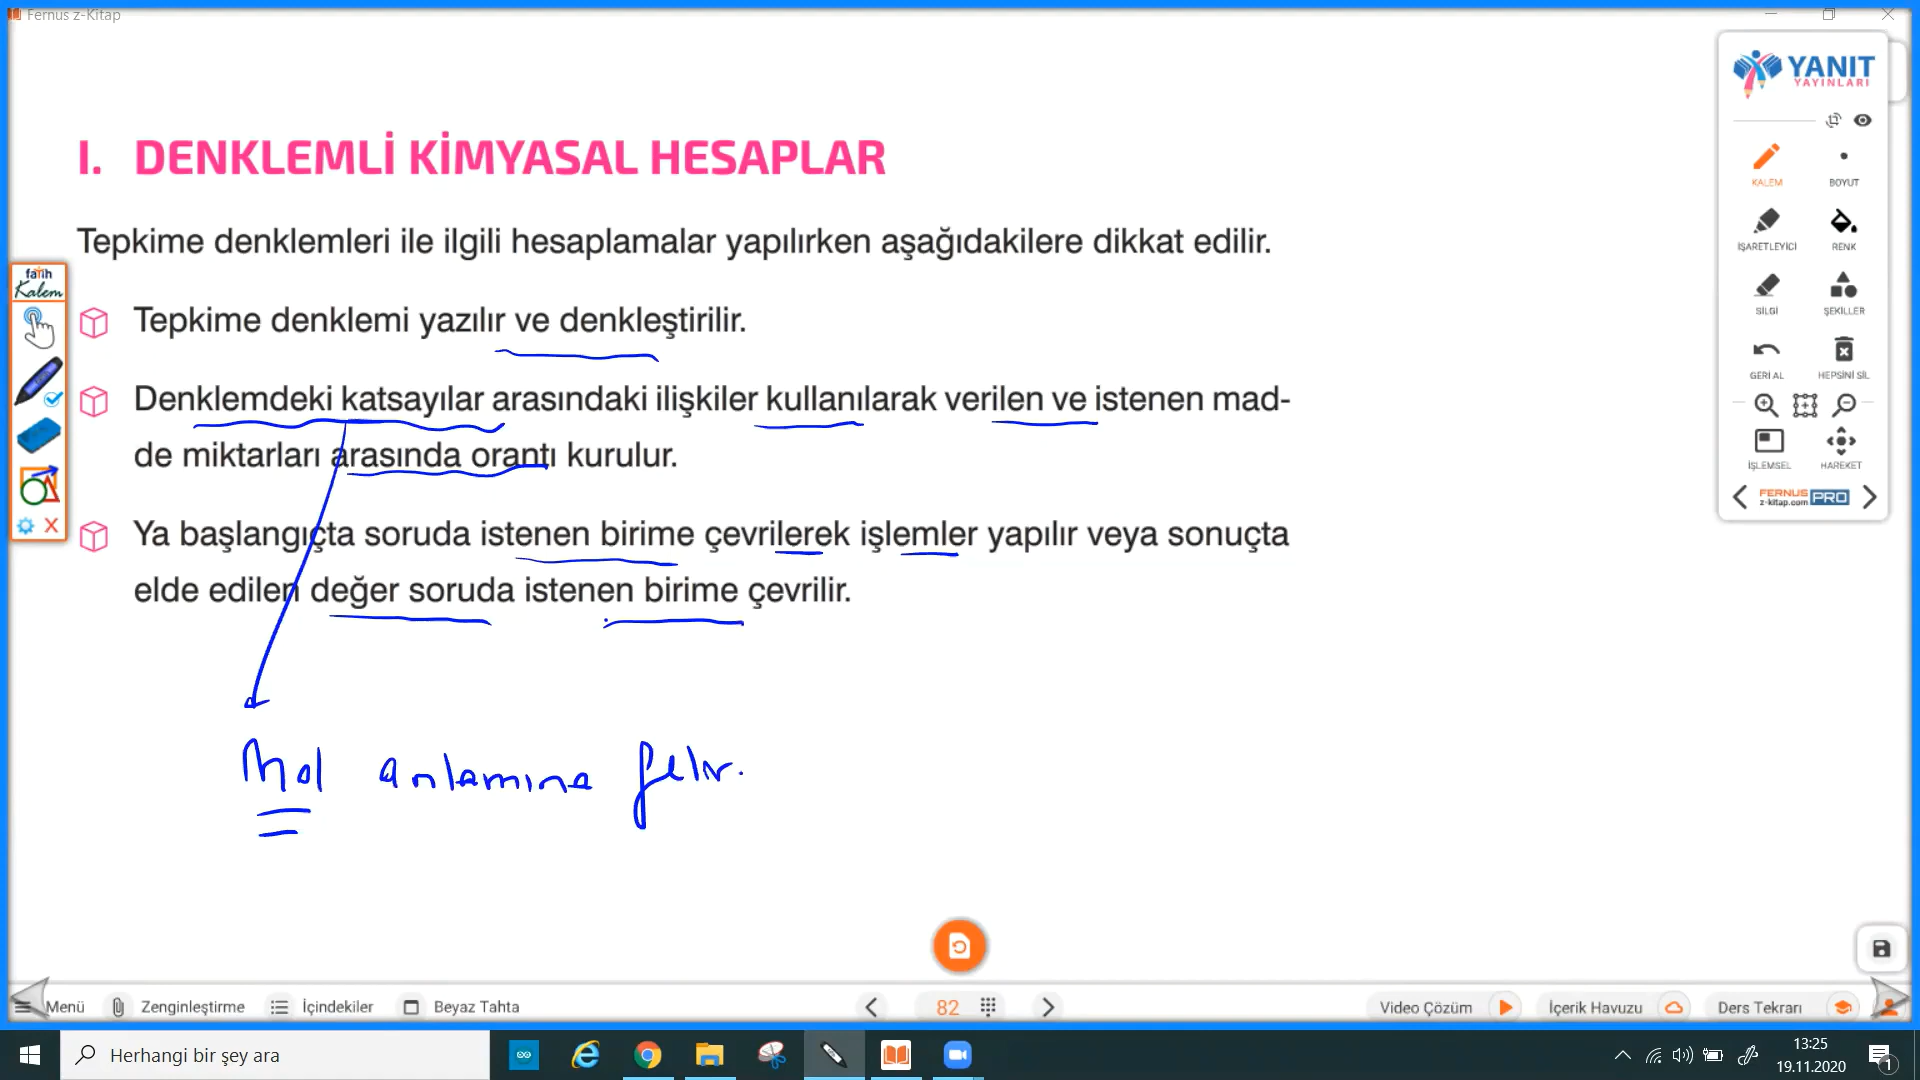 Fernus z-Kitap
YANIT
YAYINLARI
I. DENKLEMLİ KİMYASAL HESAPLAR
Tepkime denklemleri ile ilgili hesaplamalar yapılırken aşağıdakilere dikkat edilir.
Tepkime denklemi yazılır ve denkleştirilir.
Denklemdeki katsayılar arasındaki ilişkiler kullanılarak verilen ve istenen mad-
de miktarları arasında orantı kurulur.
Ya başlangıçta soruda istenen birime çevrilerek işlemler yapılır veya sonuçta
elde edilen değer soruda istenen birime çevrilir.
Mol anlamına gelir.
fatih
Kalem
KALEM
BOYUT
İŞARETLEYİCİ
RENK
SİLGİ
ŞEKİLLER
GERİ AL
HEPSİNİ SİL
İŞLEMSEL
HAREKET
FERNUS
z-kitap.com
PRO
Menü
Zenginleştirme
İçindekiler
Beyaz Tahta
82
Video Çözüm
İçerik Havuzu
Ders Tekrarı
Herhangi bir şey ara
13:25
19.11.2020
1